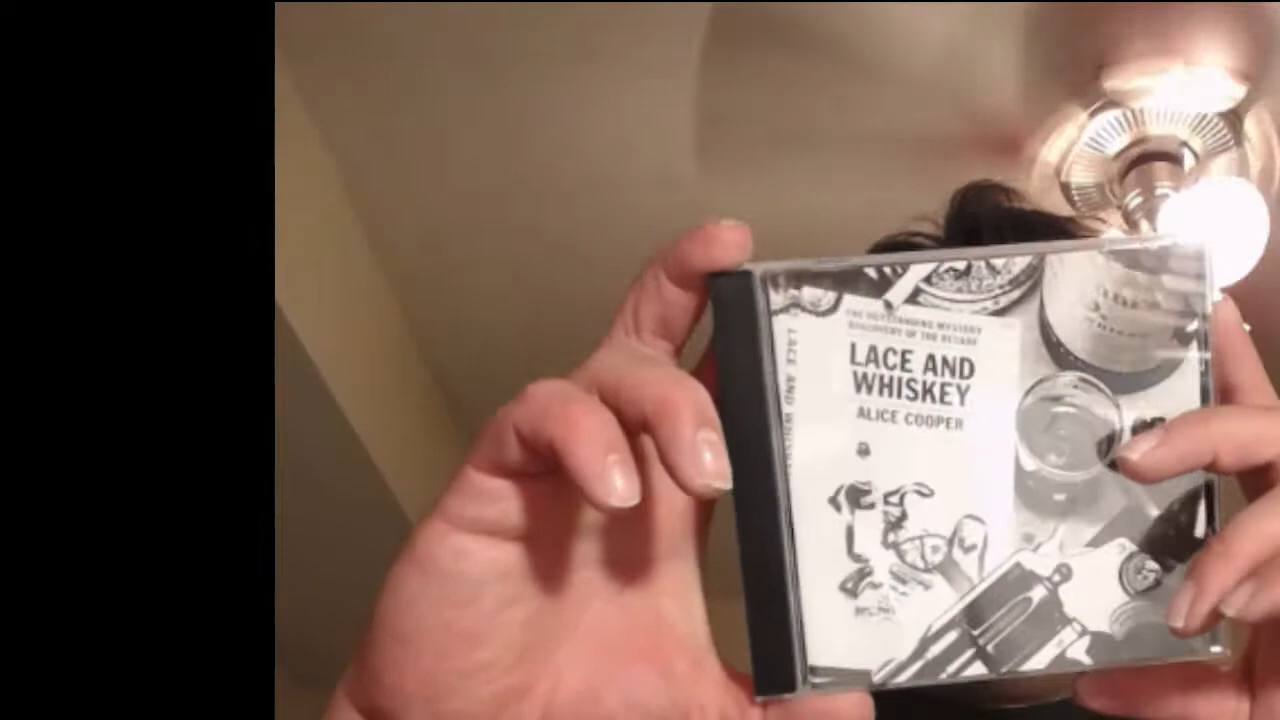 THE OUTSTANDING MYSTERY
DISCOVERY OF THE DECADE
LACE AND
WHISKEY
ALICE COOPER
LACE AND WHISKEY